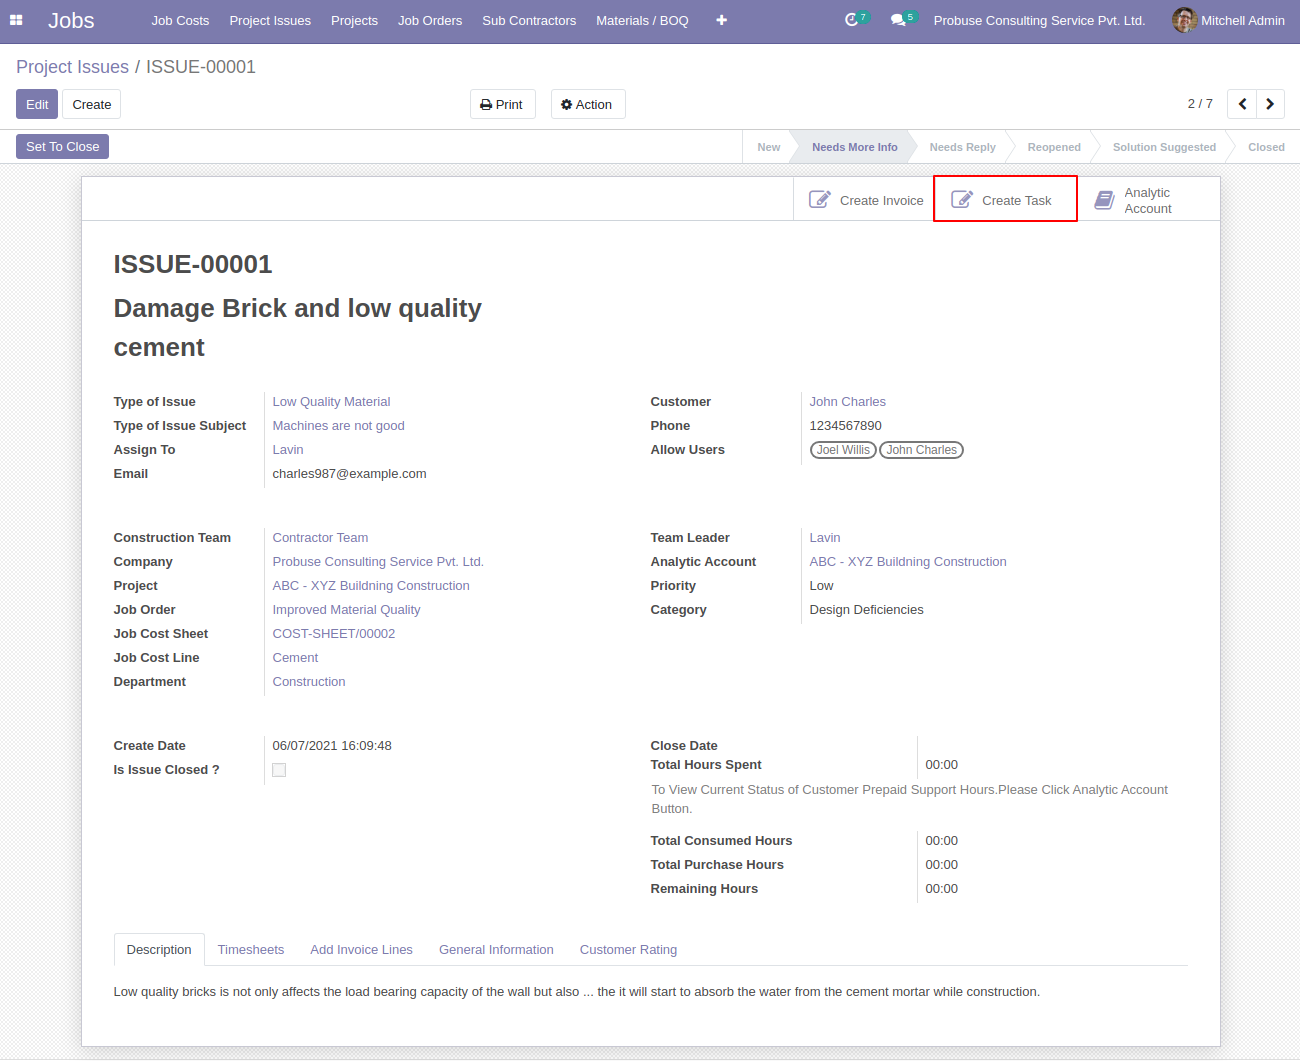 Jobs Job Costs Project Issues Projects Job Orders Sub Contractors Materials / BOQ 7 5 Probuse Consulting Service Pvt. Ltd. Mitchell Admin
Project Issues / ISSUE-00001
Edit Create Print Action 2 / 7
Set To Close New Needs More Info Needs Reply Reopened Solution Suggested Closed
Create Invoice Create Task Analytic Account
ISSUE-00001
Damage Brick and low quality
cement
Type of Issue Low Quality Material Customer John Charles
Type of Issue Subject Machines are not good Phone 1234567890
Assign To Lavin Allow Users Joel Willis John Charles
Email charles987@example.com
Construction Team Contractor Team Team Leader Lavin
Company Probuse Consulting Service Pvt. Ltd. Analytic Account ABC - XYZ Buildning Construction
Project ABC - XYZ Buildning Construction Priority Low
Job Order Improved Material Quality Category Design Deficiencies
Job Cost Sheet COST-SHEET/00002
Job Cost Line Cement
Department Construction
Create Date 06/07/2021 16:09:48 Close Date
Is Issue Closed ? Total Hours Spent 00:00
To View Current Status of Customer Prepaid Support Hours.Please Click Analytic Account
Button.
Total Consumed Hours 00:00
Total Purchase Hours 00:00
Remaining Hours 00:00
Description Timesheets Add Invoice Lines General Information Customer Rating
Low quality bricks is not only affects the load bearing capacity of the wall but also ... the it will start to absorb the water from the cement mortar while construction.